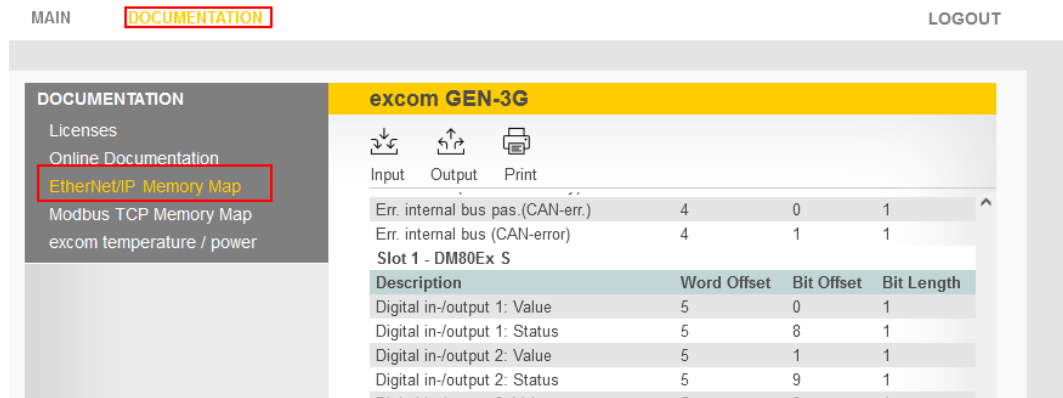 MAIN DOCUMENTATION LOGOUT
DOCUMENTATION
Licenses
Online Documentation
EtherNet/IP Memory Map
Modbus TCP Memory Map
excom temperature / power
excom GEN-3G
Input Output Print
Err. internal bus pas.(CAN-err.) 4 0 1
Err. internal bus (CAN-error) 4 1 1
Slot 1 - DM80Ex S
Description Word Offset Bit Offset Bit Length
Digital in-/output 1: Value 5 0 1
Digital in-/output 1: Status 5 8 1
Digital in-/output 2: Value 5 1 1
Digital in-/output 2: Status 5 9 1